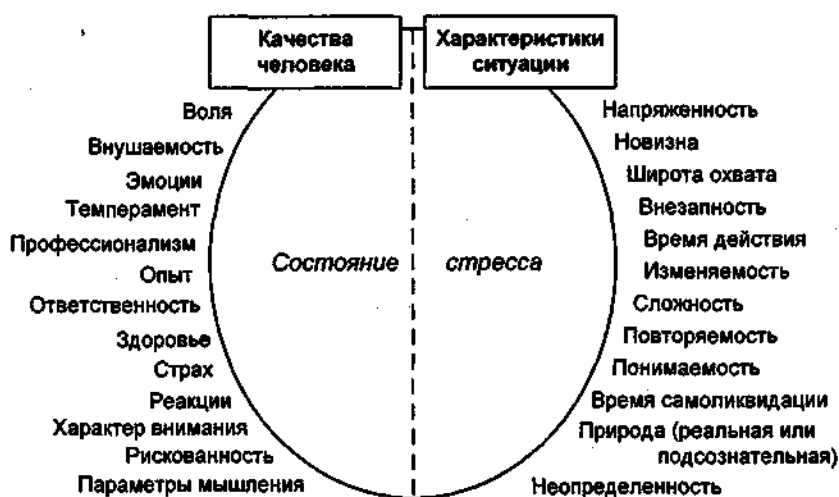 Качества
человека
Характеристики
ситуации
Воля
Внушаемость
Эмоции
Темперамент
Профессионализм
Опыт
Ответственность
Здоровье
Страх
Реакции
Характер внимания
Рискованность
Параметры мышления
Состояние стресса
Напряженность
Новизна
Широта охвата
Внезапность
Время действия
Изменяемость
Сложность
Повторяемость
Понимаемость
Время самоликвидации
Природа (реальная или
подсознательная)
Неопределенность